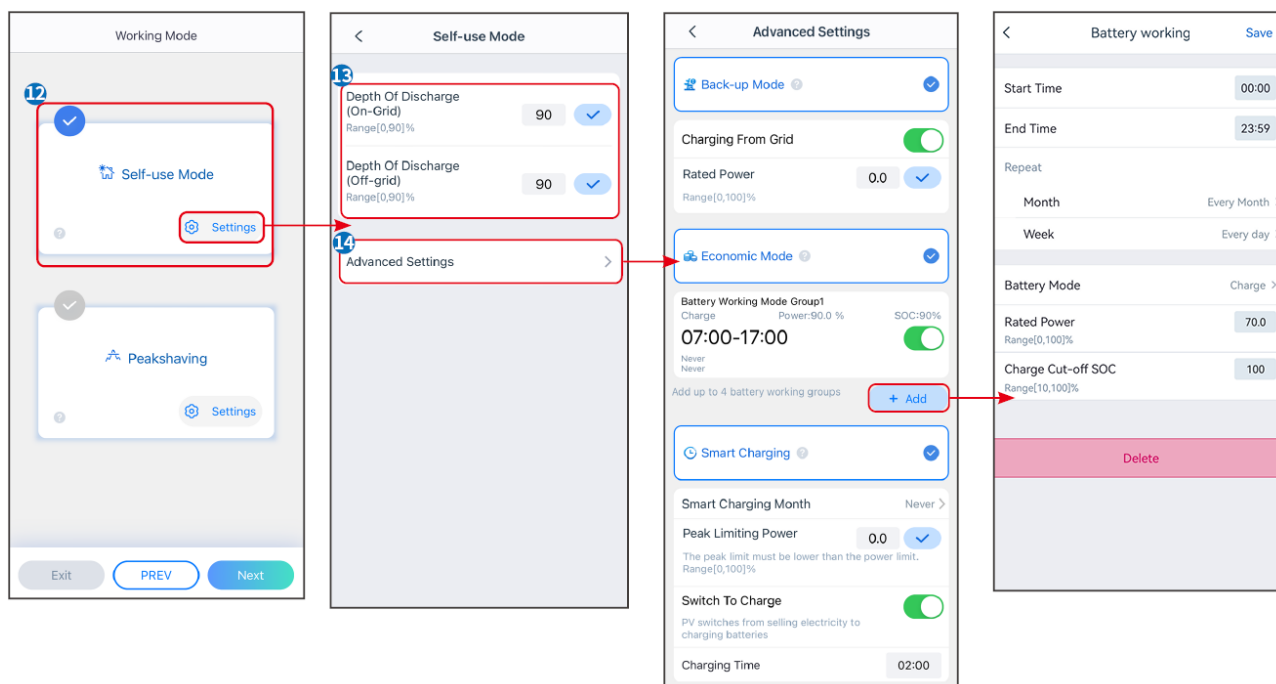 Working Mode
12
Self-use Mode
?
Settings
Peakshaving
?
Settings
Exit
PREV
Next
Self-use Mode
13
Depth Of Discharge
(On-Grid)
90
Range[0,90]%
Depth Of Discharge
(Off-grid)
90
Range[0,90]%
14
Advanced Settings
Advanced Settings
Back-up Mode ?
Charging From Grid
Rated Power
0.0
Range[0,100]%
Economic Mode ?
Battery Working Mode Group1
Charge Power:90.0 % SOC:90%
07:00-17:00
Never
Never
Add up to 4 battery working groups
+ Add
Smart Charging ?
Smart Charging Month Never
Peak Limiting Power
0.0
The peak limit must be lower than the power limit.
Range[0,100]%
Switch To Charge
PV switches from selling electricity to
charging batteries
Charging Time 02:00
Battery working Save
Start Time 00:00
End Time 23:59
Repeat
Month Every Month
Week Every day
Battery Mode Charge
Rated Power 70.0
Range[0,100]%
Charge Cut-off SOC 100
Range[10,100]%
Delete